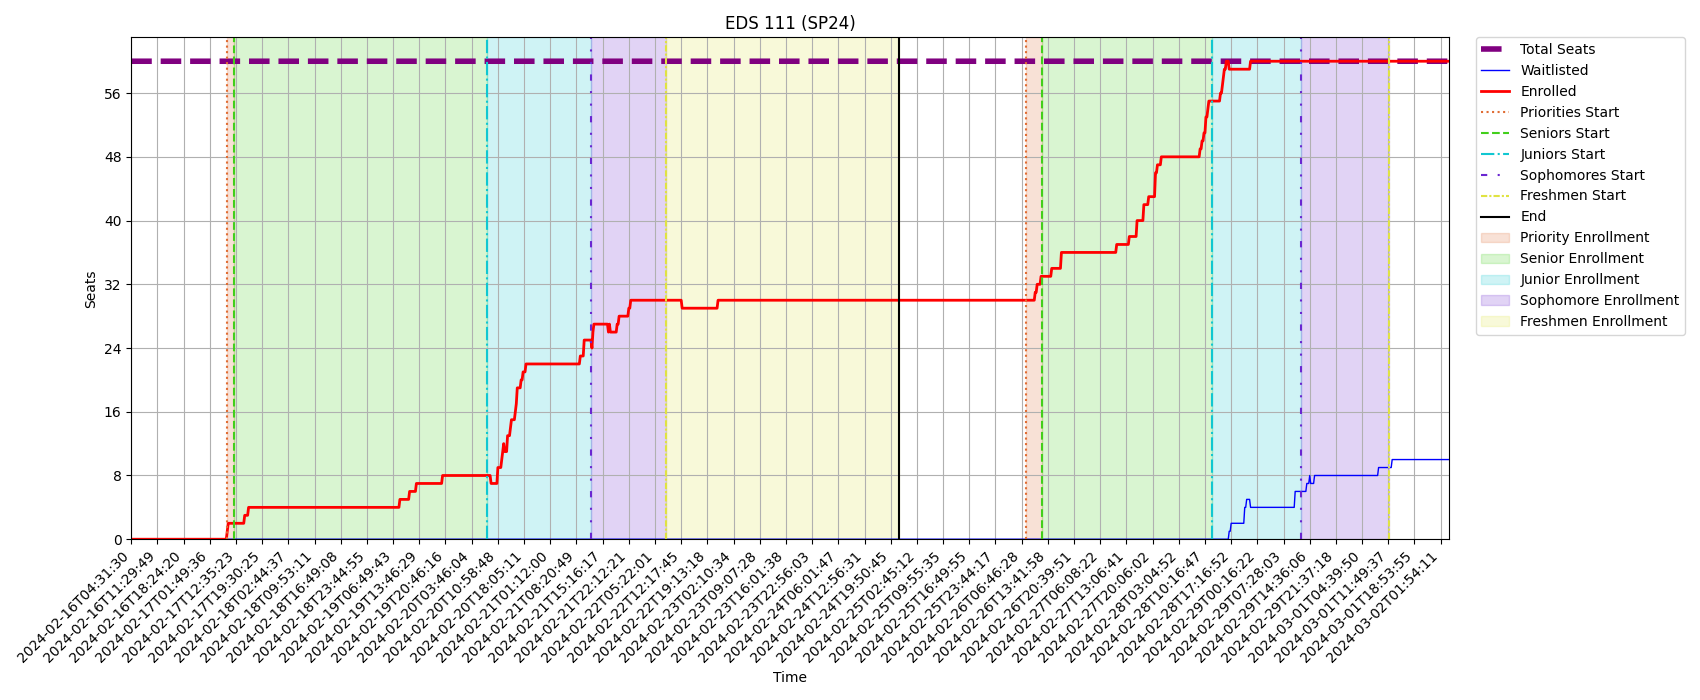 EDS 111 (SP24)
Seats
56
48
40
32
24
16
8
0
2024-02-16T04:31:30
2024-02-16T11:29:49
2024-02-16T18:24:20
2024-02-17T01:49:36
2024-02-17T12:35:23
2024-02-17T19:30:25
2024-02-18T02:44:37
2024-02-18T09:53:11
2024-02-18T16:49:08
2024-02-18T23:44:55
2024-02-19T06:49:43
2024-02-19T13:46:29
2024-02-19T20:46:16
2024-02-20T03:46:04
2024-02-20T10:58:48
2024-02-20T18:05:11
2024-02-21T01:12:00
2024-02-21T08:20:49
2024-02-21T15:16:17
2024-02-21T22:12:21
2024-02-22T05:22:01
2024-02-22T12:17:45
2024-02-22T19:13:18
2024-02-23T02:10:34
2024-02-23T09:07:28
2024-02-23T16:01:38
2024-02-23T22:56:03
2024-02-24T06:01:47
2024-02-24T12:56:31
2024-02-24T19:50:45
2024-02-25T02:45:12
2024-02-25T09:55:35
2024-02-25T16:49:55
2024-02-25T23:44:17
2024-02-26T06:46:28
2024-02-26T13:41:58
2024-02-26T20:39:51
2024-02-27T06:08:22
2024-02-27T13:06:41
2024-02-27T20:06:02
2024-02-28T03:04:52
2024-02-28T10:16:47
2024-02-28T17:16:52
2024-02-29T00:16:22
2024-02-29T07:28:03
2024-02-29T14:36:06
2024-02-29T21:37:18
2024-03-01T04:39:50
2024-03-01T11:49:37
2024-03-01T18:53:55
2024-03-02T01:54:11
Time
Total Seats
Waitlisted
Enrolled
Priorities Start
Seniors Start
Juniors Start
Sophomores Start
Freshmen Start
End
Priority Enrollment
Senior Enrollment
Junior Enrollment
Sophomore Enrollment
Freshmen Enrollment